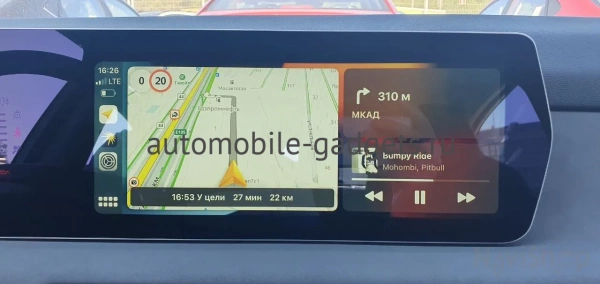 16:26
LTE
0 20
310 м
МКАД
automobile-gad
Bumpy Ride
Mohombi, Pitbull
16:53 У цели 27 мин 22 км